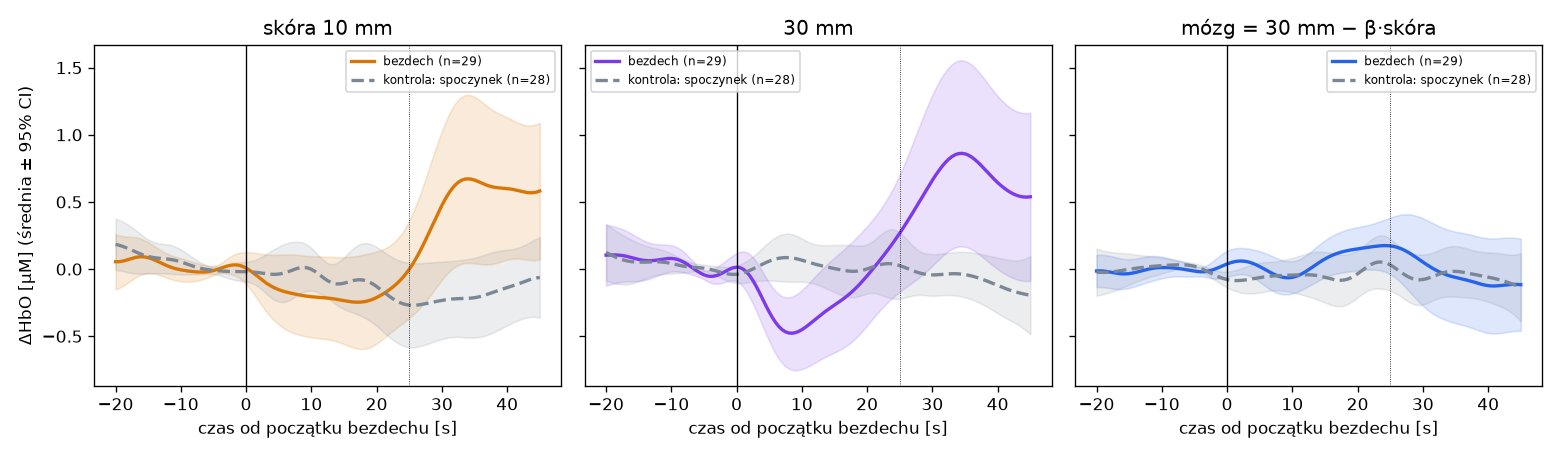 skóra 10 mm
30 mm
mózg = 30 mm − β·skóra
bezdech (n=29)
kontrola: spoczynek (n=28)
bezdech (n=29)
kontrola: spoczynek (n=28)
bezdech (n=29)
kontrola: spoczynek (n=28)
ΔHbO [μM] (średnia ± 95% CI)
1.5
1.0
0.5
0.0
−0.5
−20 −10 0 10 20 30 40
−20 −10 0 10 20 30 40
−20 −10 0 10 20 30 40
czas od początku bezdechu [s]
czas od początku bezdechu [s]
czas od początku bezdechu [s]